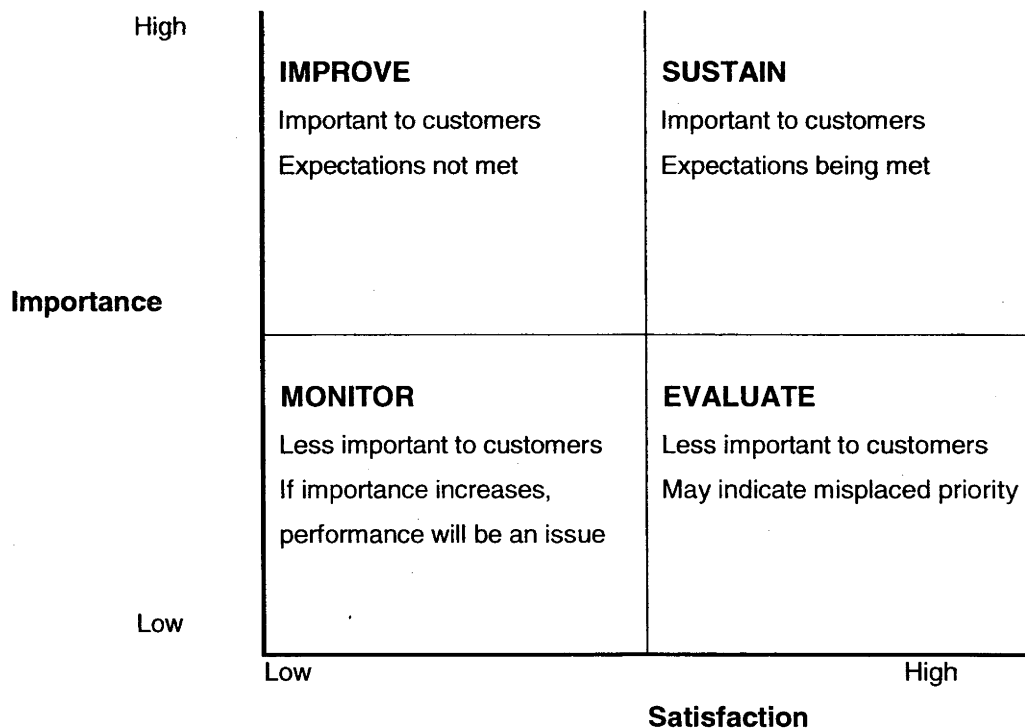 High
IMPROVE
Important to customers
Expectations not met
SUSTAIN
Important to customers
Expectations being met
Importance
MONITOR
Less important to customers
If importance increases,
performance will be an issue
EVALUATE
Less important to customers
May indicate misplaced priority
Low
Low
High
Satisfaction